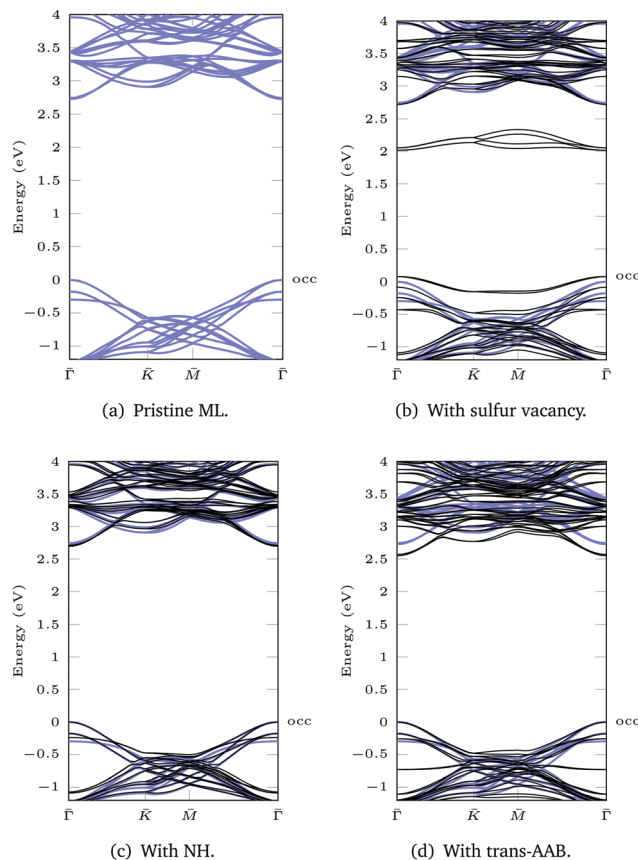 4
3.5
3
2.5
2
1.5
1
0.5
0
−0.5
−1
Energy (eV)
occ
Γ̄ K̄ M̄ Γ̄
(a) Pristine ML.
4
3.5
3
2.5
2
1.5
1
0.5
0
−0.5
−1
Energy (eV)
occ
Γ̄ K̄ M̄ Γ̄
(b) With sulfur vacancy.
4
3.5
3
2.5
2
1.5
1
0.5
0
−0.5
−1
Energy (eV)
occ
Γ̄ K̄ M̄ Γ̄
(c) With NH.
4
3.5
3
2.5
2
1.5
1
0.5
0
−0.5
−1
Energy (eV)
occ
Γ̄ K̄ M̄ Γ̄
(d) With trans-AAB.